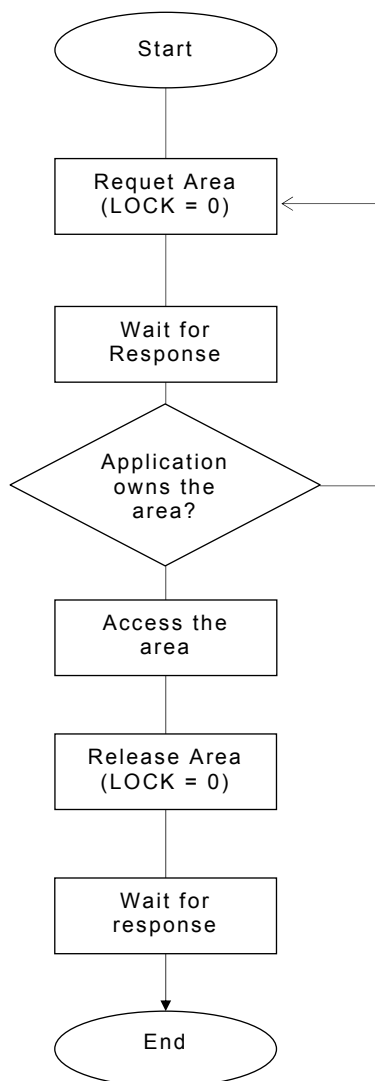 Start
Requet Area
(LOCK = 0)
Wait for
Response
Application
owns the
area?
Access the
area
Release Area
(LOCK = 0)
Wait for
response
End